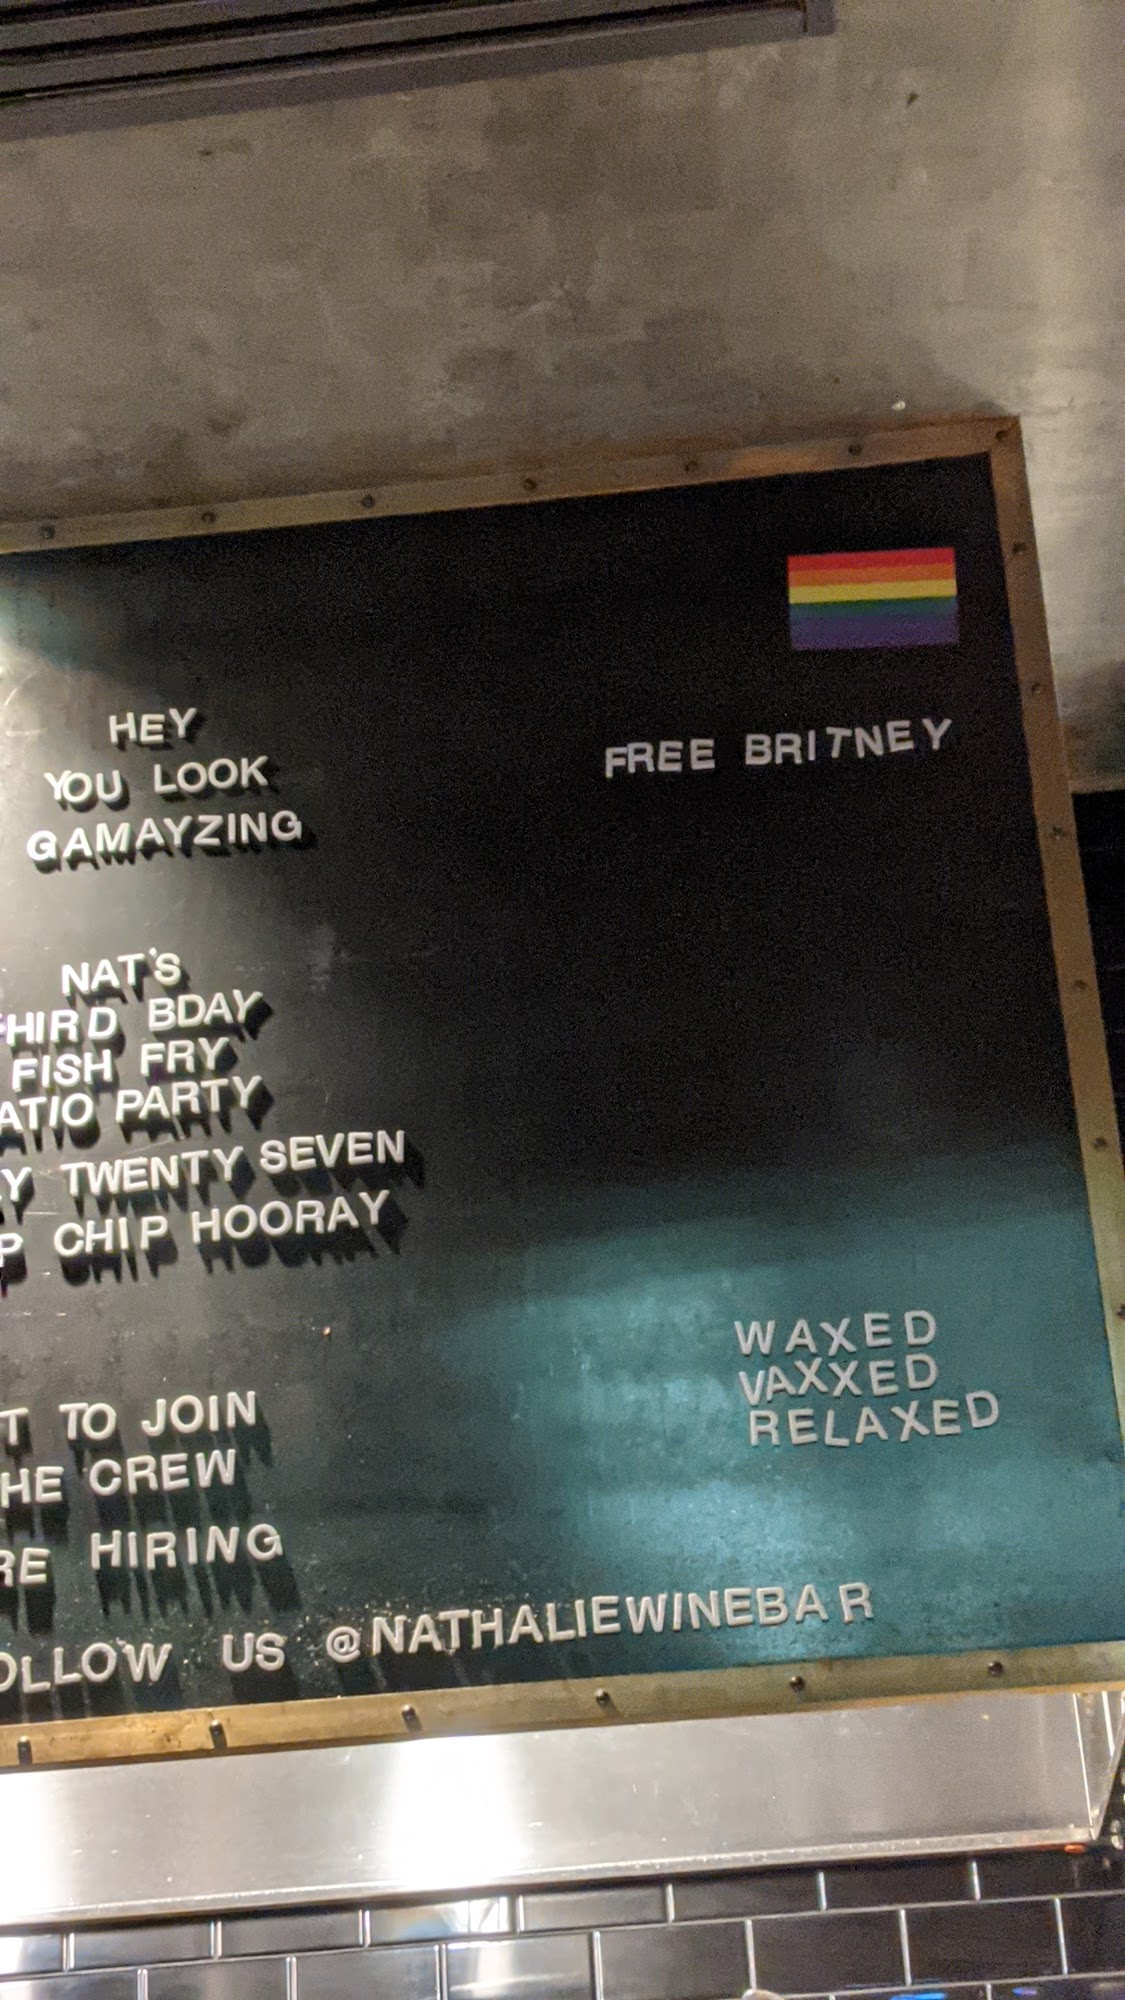 HEY
YOU LOOK
GAMAYZING
NAT'S
HIRD BDAY
FISH FRY
ATIO PARTY
Y TWENTY SEVEN
P CHIP HOORAY
T TO JOIN
HE CREW
RE HIRING
OLLOW US @NATHALIEWINEBAR
FREE BRITNEY
WAXED
VAXXED
RELAXED